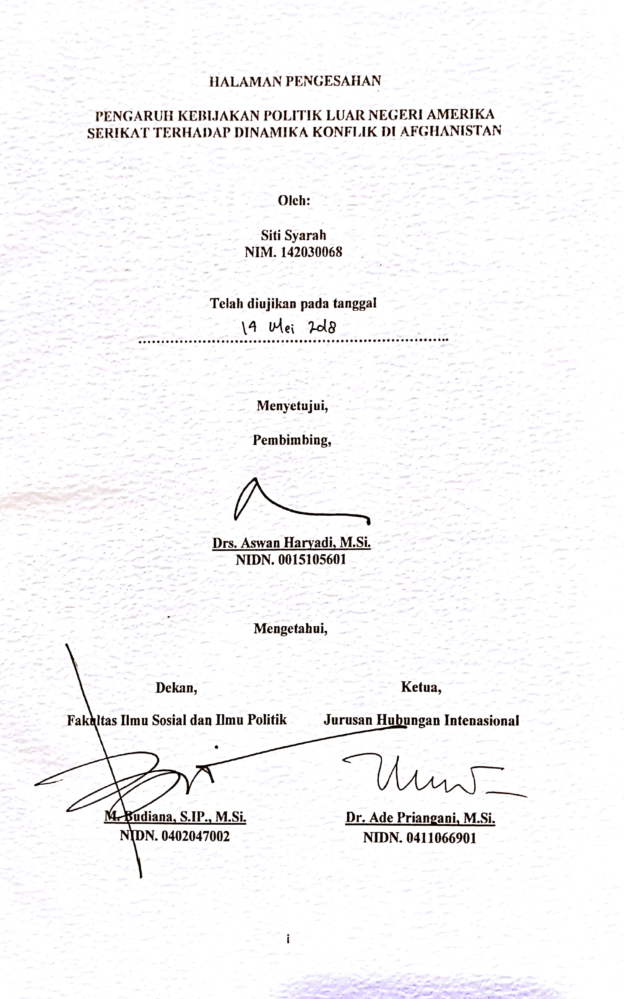 HALAMAN PENGESAHAN
PENGARUH KEBIJAKAN POLITIK LUAR NEGERI AMERIKA
SERIKAT TERHADAP DINAMIKA KONFLIK DI AFGHANISTAN
Oleh:
Siti Syarah
NIM. 142030068
Telah diujikan pada tanggal
Mei 2018
Menyetujui,
Pembimbing,
Drs. Aswan Haryadi, M.Si.
NIDN. 0015105601
Mengetahui,
Dekan, Ketua,
Fakultas Ilmu Sosial dan Ilmu Politik Jurusan Hubungan Intenasional
M. Budiana, S.IP., M.Si. Dr. Ade Priangani, M.Si.
NIDN. 0402047002 NIDN. 0411066901
i